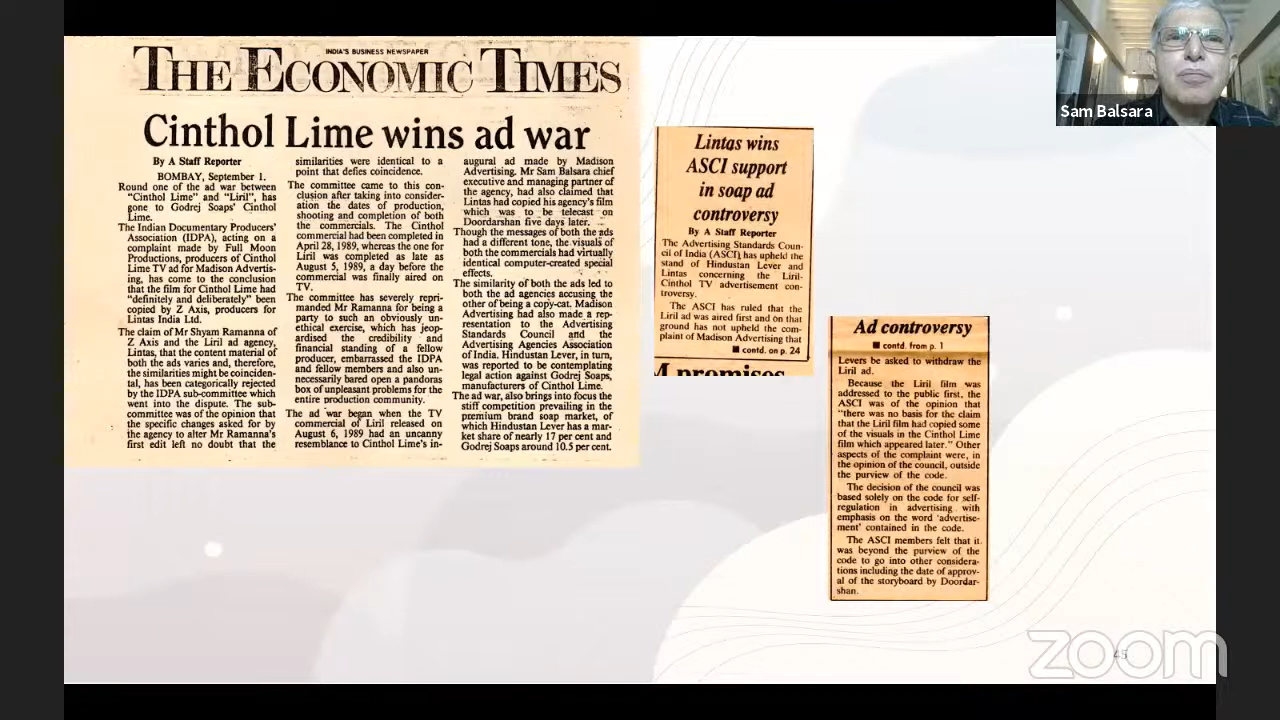 INDIA'S BUSINESS NEWSPAPER
THE ECONOMIC TIMES
Cinthol Lime wins ad war
By A Staff Reporter
BOMBAY, September 1.
Round one of the ad war between
“Cinthol Lime” and “Liril”, has
gone to Godrej Soaps' Cinthol
Lime.
The Indian Documentary Producers'
Association (IDPA), acting on a
complaint made by Full Moon
Productions, producers of Cinthol
Lime TV ad for Madison Advertis-
ing, has come to the conclusion
that the film for Cinthol Lime had
“definitely and deliberately” been
copied by Z Axis, producers for
Lintas India Ltd.
The claim of Mr Shyam Ramanna of
Z Axis and the Liril ad agency,
Lintas, that the content material of
both the ads varies and, therefore,
the similarities might be coinciden-
tal, has been categorically rejected
by the IDPA sub-committee which
went into the dispute. The sub-
committee was of the opinion that
the specific changes asked for by
the agency to alter Mr Ramanna's
first edit left no doubt that the
similarities were identical to a
point that defies coincidence.
The committee came to this con-
clusion after taking into consider-
ation the dates of production,
shooting and completion of both
the commercials. The Cinthol
commercial had been completed in
April 28, 1989, whereas the one for
Liril was completed as late as
August 5, 1989, a day before the
commercial was finally aired on
TV.
The committee has severely repri-
manded Mr Ramanna for being a
party to such an obviously un-
ethical exercise, which has jeop-
ardised the credibility and
financial standing of a fellow
producer, embarrassed the IDPA
and fellow members and also un-
necessarily bared open a pandoras
box of unpleasant problems for the
entire production community.
The ad war began when the TV
commercial of Liril released on
August 6, 1989 had an uncanny
resemblance to Cinthol Lime's in-
augural ad made by Madison
Advertising. Mr Sam Balsara chief
executive and managing partner of
the agency, had also claimed that
Lintas had copied his agency's film
which was to be telecast on
Doordarshan five days later.
Though the messages of both the ads
had a different tone, the visuals of
both the commercials had virtually
identical computer-created special
effects.
The similarity of both the ads led to
both the ad agencies accusing the
other of being a copy-cat. Madison
Advertising had also made a rep-
resentation to the Advertising
Standards Council and the
Advertising Agencies Association
of India. Hindustan Lever, in turn,
was reported to be contemplating
legal action against Godrej Soaps,
manufacturers of Cinthol Lime.
The ad war, also brings into focus the
stiff competition prevailing in the
premium brand soap market, of
which Hindustan Lever has a mar-
ket share of nearly 17 per cent and
Godrej Soaps around 10.5 per cent.
Lintas wins
ASCI support
in soap ad
controversy
By A Staff Reporter
The Advertising Standards Coun-
cil of India (ASCI) has upheld the
stand of Hindustan Lever and
Lintas concerning the Liril-
Cinthol TV advertisement con-
troversy.
The ASCI has ruled that the
Liril ad was aired first and on that
ground has not upheld the com-
plaint of Madison Advertising that
■ contd. on p. 24
M promises
Ad controversy
■ contd. from p. 1
Levers be asked to withdraw the
Liril ad.
Because the Liril film was
addressed to the public first, the
ASCI was of the opinion that
“there was no basis for the claim
that the Liril film had copied some
of the visuals in the Cinthol Lime
film which appeared later.” Other
aspects of the complaint were, in
the opinion of the council, outside
the purview of the code.
The decision of the council was
based solely on the code for self-
regulation in advertising with
emphasis on the word 'advertise-
ment' contained in the code.
The ASCI members felt that it
was beyond the purview of the
code to go into other considera-
tions including the date of approv-
al of the storyboard by Doordar-
shan.
Sam Balsara
45
zoom